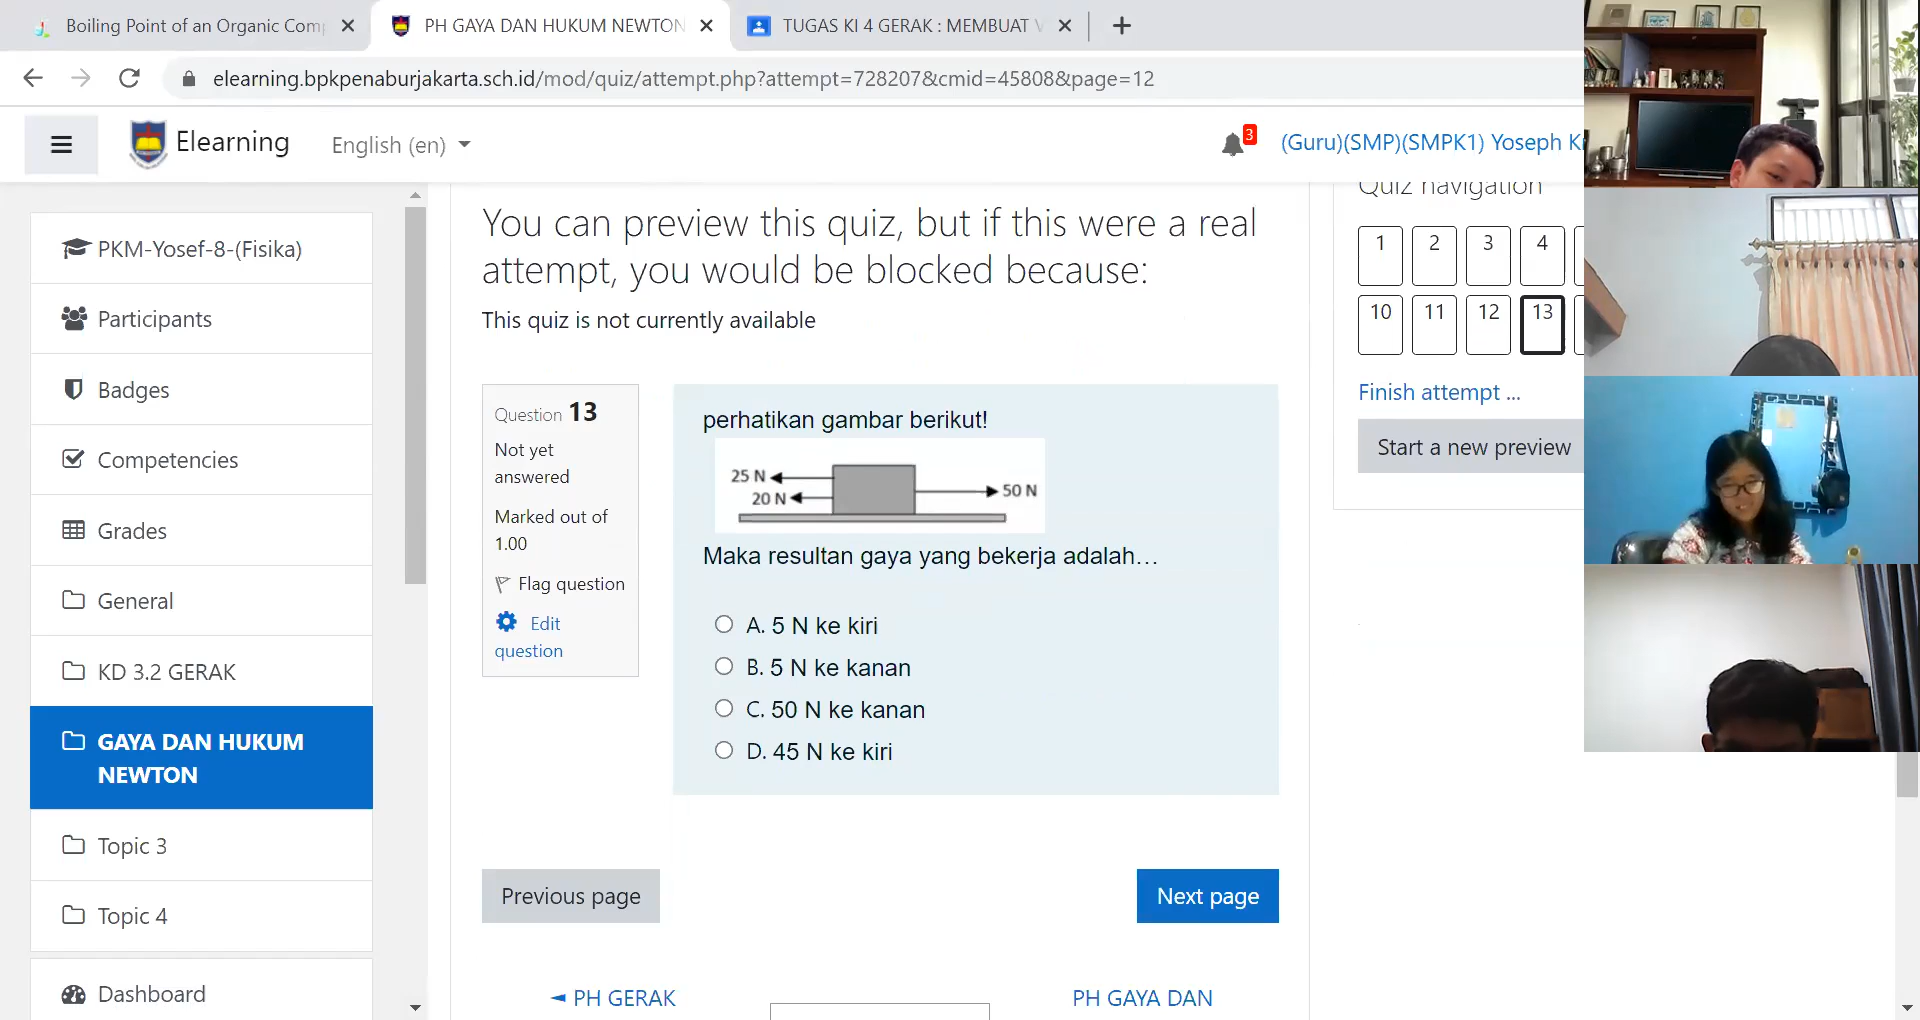 Boiling Point of an Organic Com
PH GAYA DAN HUKUM NEWTON
TUGAS KI 4 GERAK : MEMBUAT V
elearning.bpkpenaburjakarta.sch.id/mod/quiz/attempt.php?attempt=728207&cmid=45808&page=12
Elearning
English (en)
3
(Guru)(SMP)(SMPK1) Yoseph K
PKM-Yosef-8-(Fisika)
Participants
Badges
Competencies
Grades
General
KD 3.2 GERAK
GAYA DAN HUKUM
NEWTON
Topic 3
Topic 4
Dashboard
You can preview this quiz, but if this were a real
attempt, you would be blocked because:
This quiz is not currently available
Question 13
Not yet
answered
Marked out of
1.00
Flag question
Edit
question
perhatikan gambar berikut!
25 N
20 N
50 N
Maka resultan gaya yang bekerja adalah...
A. 5 N ke kiri
B. 5 N ke kanan
C. 50 N ke kanan
D. 45 N ke kiri
Previous page
Next page
◄ PH GERAK
PH GAYA DAN
Quiz navigation
1 2 3 4
10 11 12 13
Finish attempt ...
Start a new preview